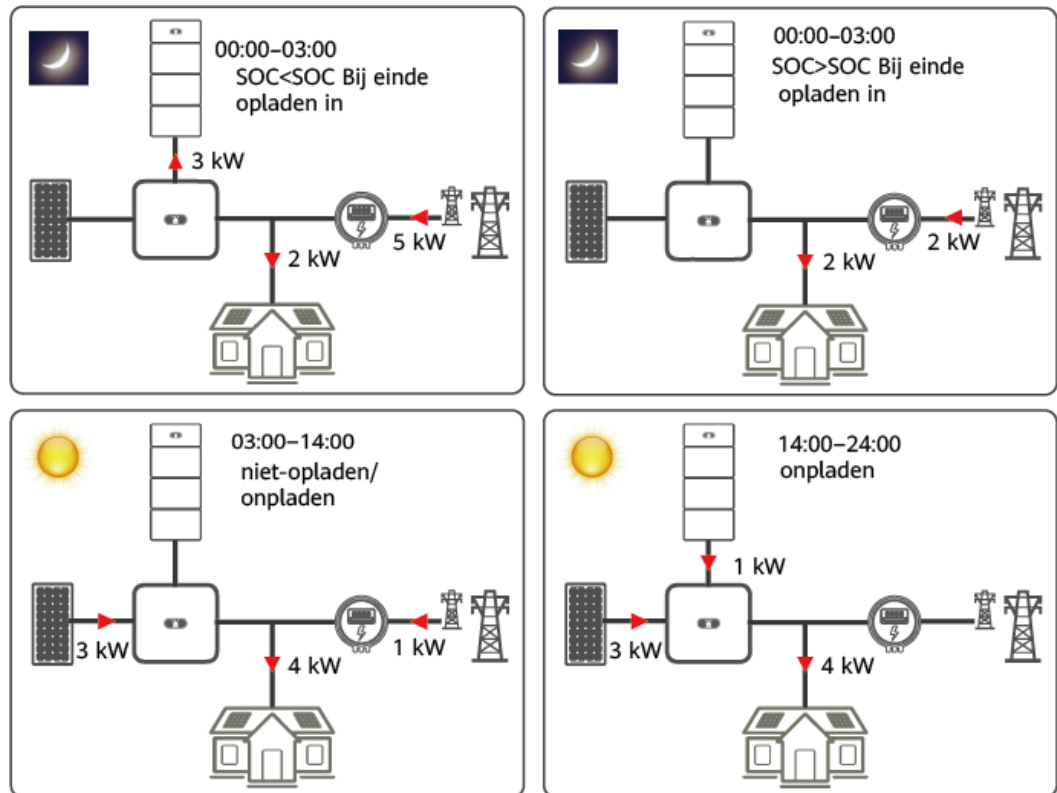 00:00–03:00
SOC<SOC Bij einde
opladen in
3 kW
5 kW
2 kW
00:00–03:00
SOC>SOC Bij einde
opladen in
2 kW
2 kW
03:00–14:00
niet-opladen/
onpladen
3 kW
1 kW
4 kW
14:00–24:00
onpladen
1 kW
3 kW
4 kW